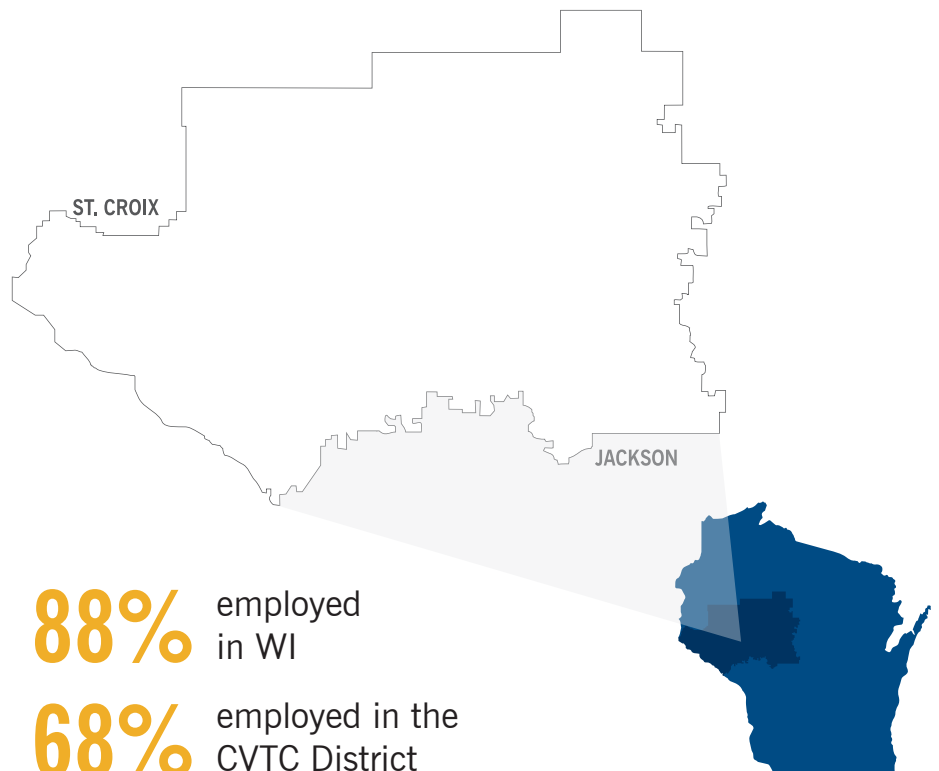 ST. CROIX
JACKSON
88% employed
in WI
68% employed in the
CVTC District